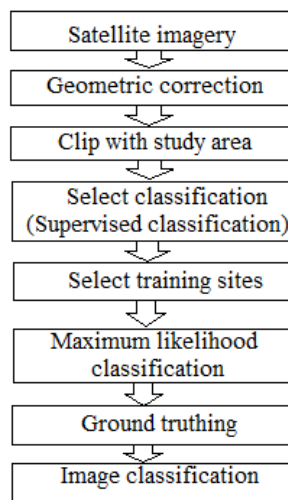 Satellite imagery
Geometric correction
Clip with study area
Select classification
(Supervised classification)
Select training sites
Maximum likelihood
classification
Ground truthing
Image classification